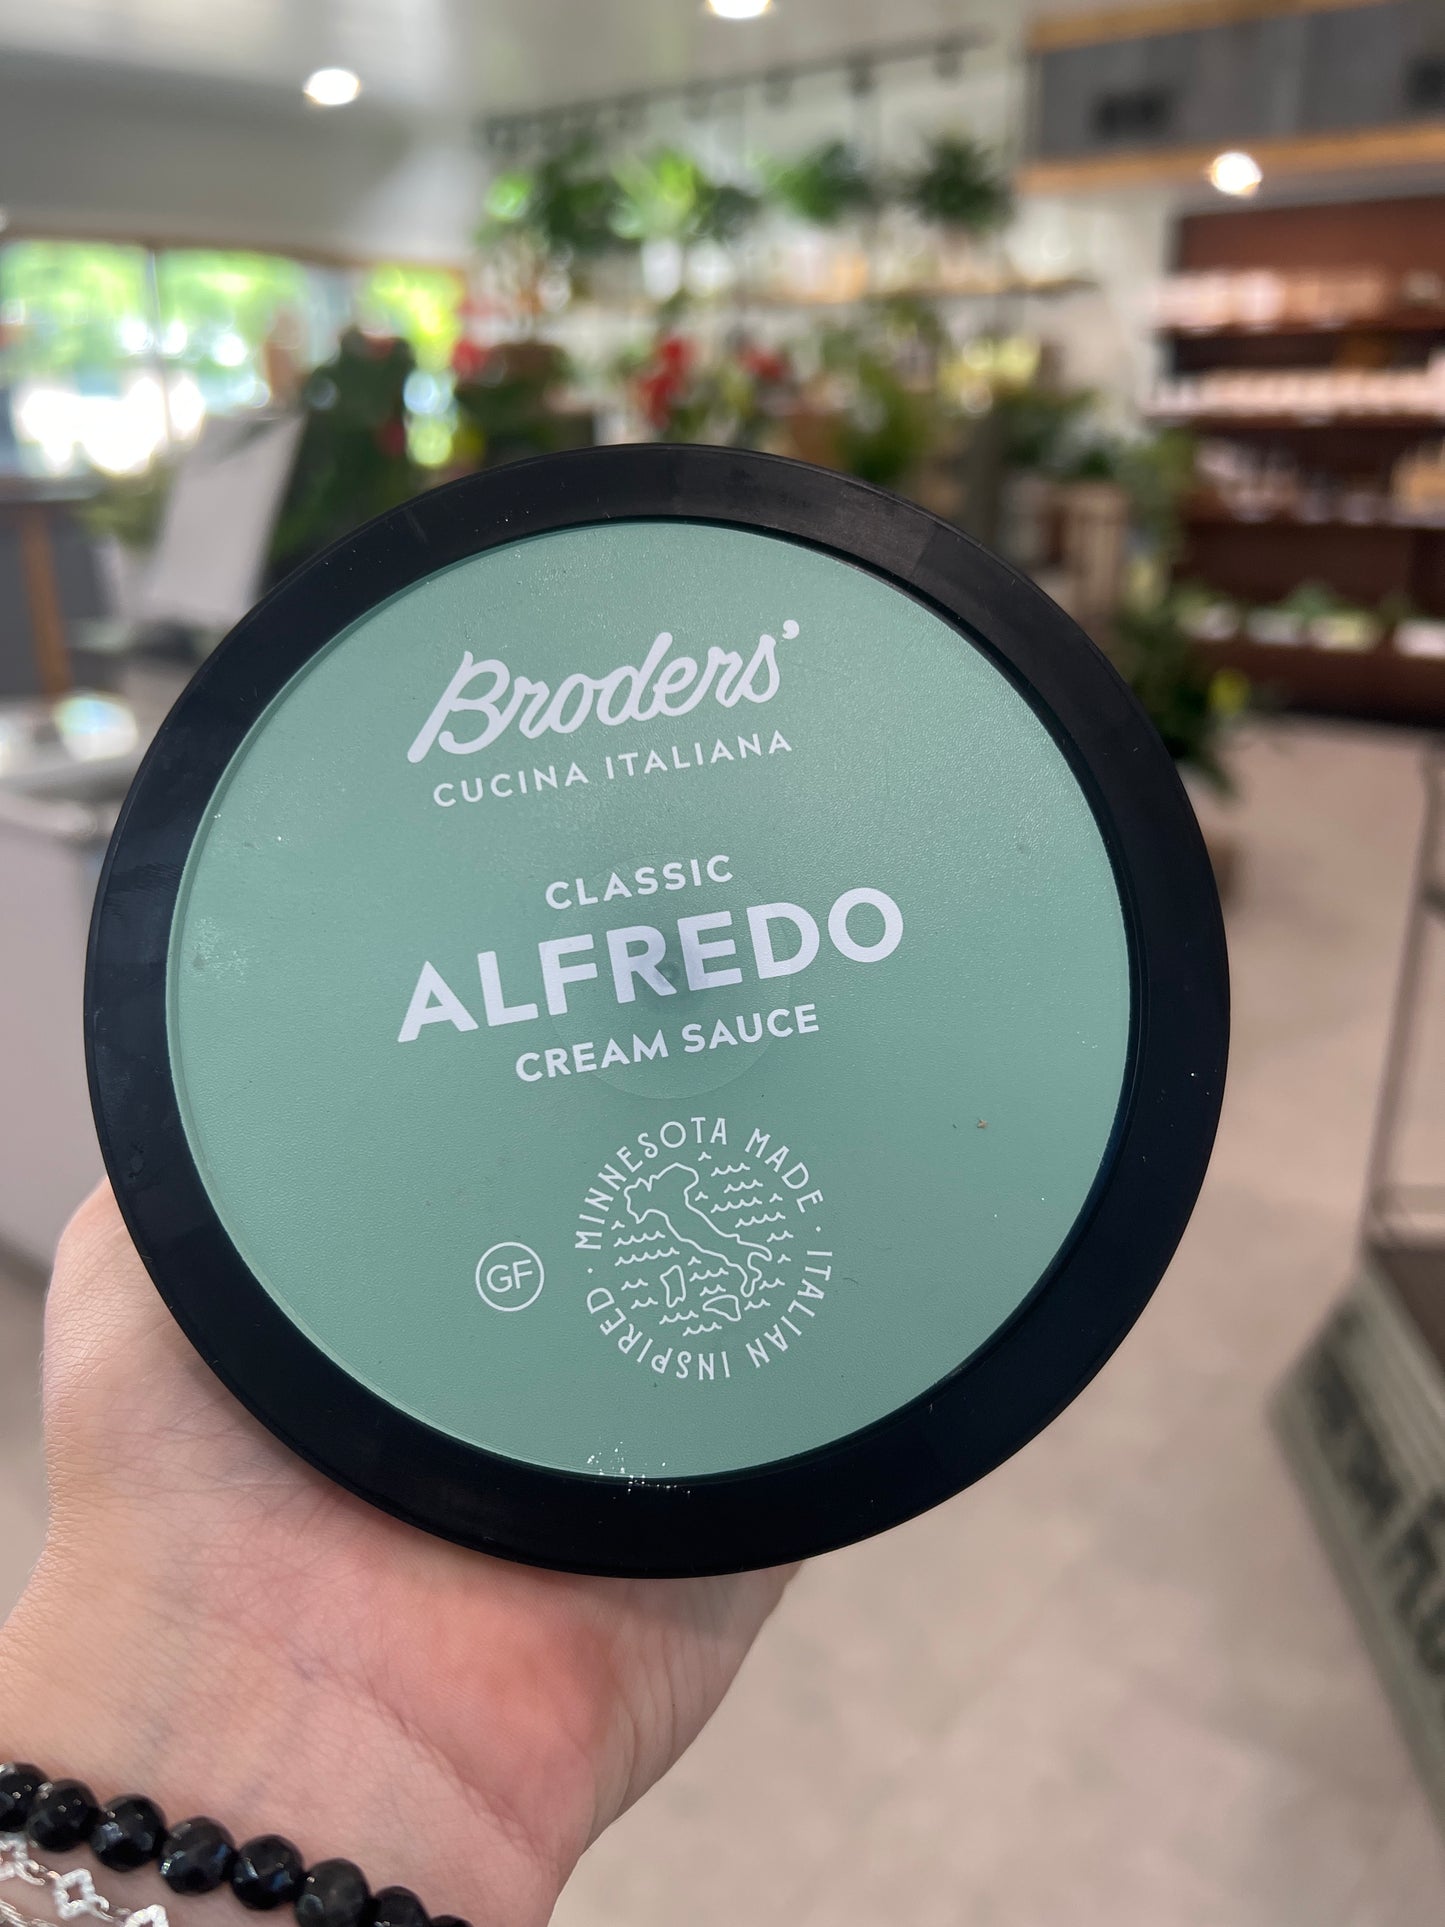 Broders'
CUCINA ITALIANA
CLASSIC
ALFREDO
CREAM SAUCE
MINNESOTA MADE · ITALIAN INSPIRED ·
GF